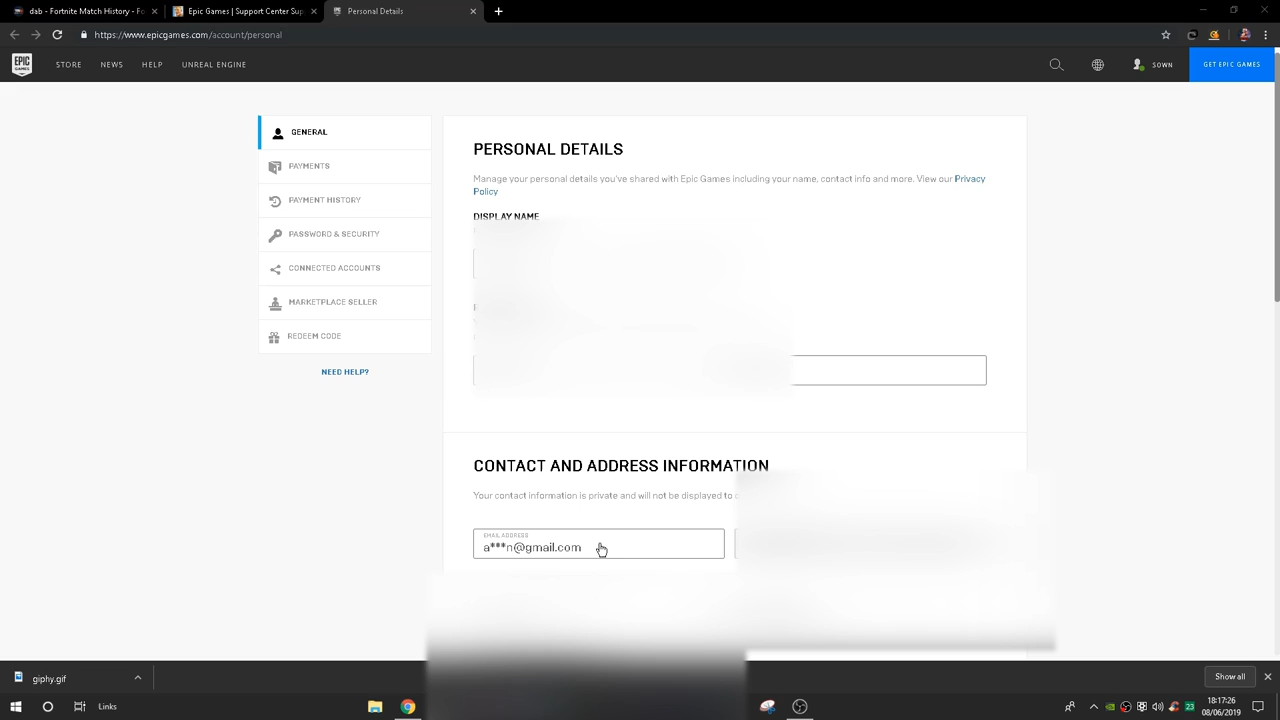 dab - Fortnite Match History - Fo
Epic Games | Support Center Sup
Personal Details
https://www.epicgames.com/account/personal
EPIC GAMES
STORE
NEWS
HELP
UNREAL ENGINE
SOWN
GET EPIC GAMES
GENERAL
PAYMENTS
PAYMENT HISTORY
PASSWORD & SECURITY
CONNECTED ACCOUNTS
MARKETPLACE SELLER
REDEEM CODE
NEED HELP?
PERSONAL DETAILS
Manage your personal details you've shared with Epic Games including your name, contact info and more. View our Privacy
Policy
DISPLAY NAME
CONTACT AND ADDRESS INFORMATION
Your contact information is private and will not be displayed to
EMAIL ADDRESS
a***n@gmail.com
giphy.gif
Show all
Links
23
18:17:26
08/06/2019